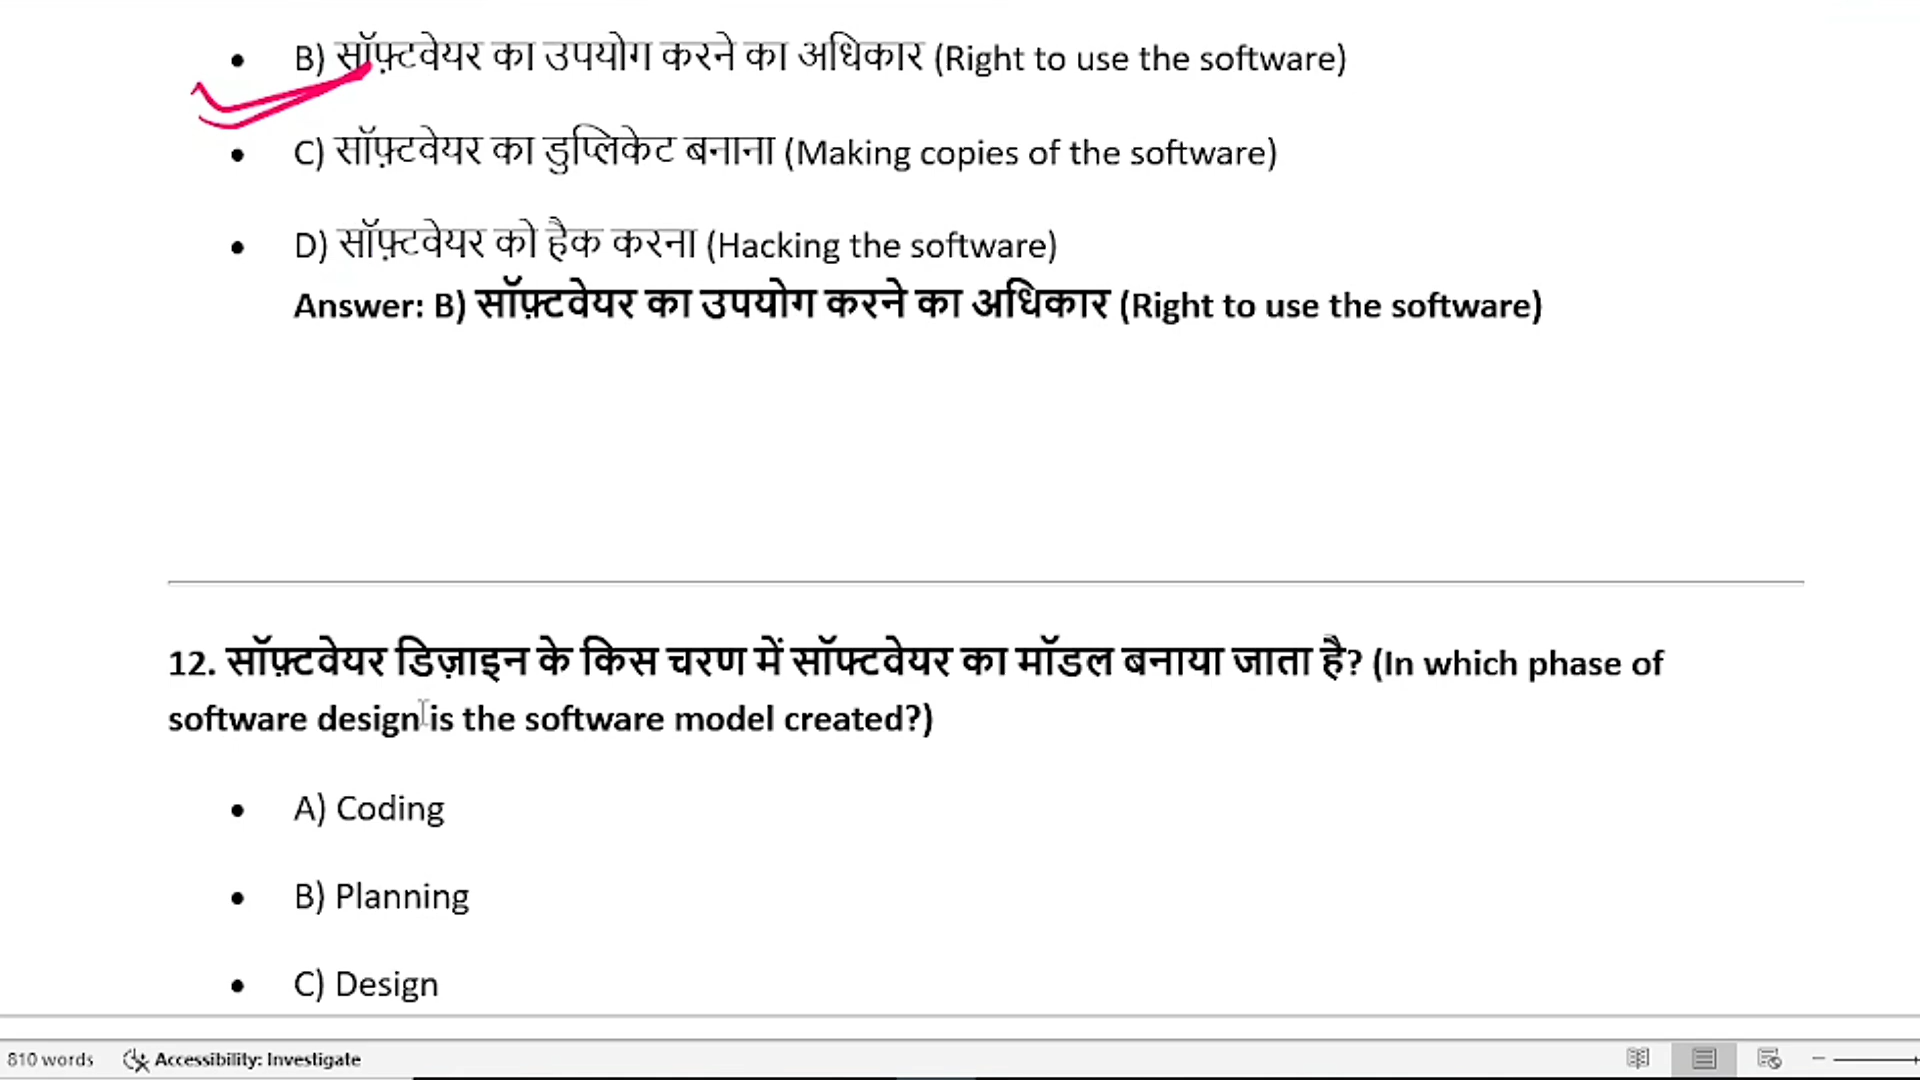 • B) सॉफ़्टवेयर का उपयोग करने का अधिकार (Right to use the software)
• C) सॉफ़्टवेयर का डुप्लिकेट बनाना (Making copies of the software)
• D) सॉफ़्टवेयर को हैक करना (Hacking the software)
Answer: B) सॉफ़्टवेयर का उपयोग करने का अधिकार (Right to use the software)
12. सॉफ़्टवेयर डिज़ाइन के किस चरण में सॉफ्टवेयर का मॉडल बनाया जाता है? (In which phase of
software design is the software model created?)
• A) Coding
• B) Planning
• C) Design
810 words Accessibility: Investigate